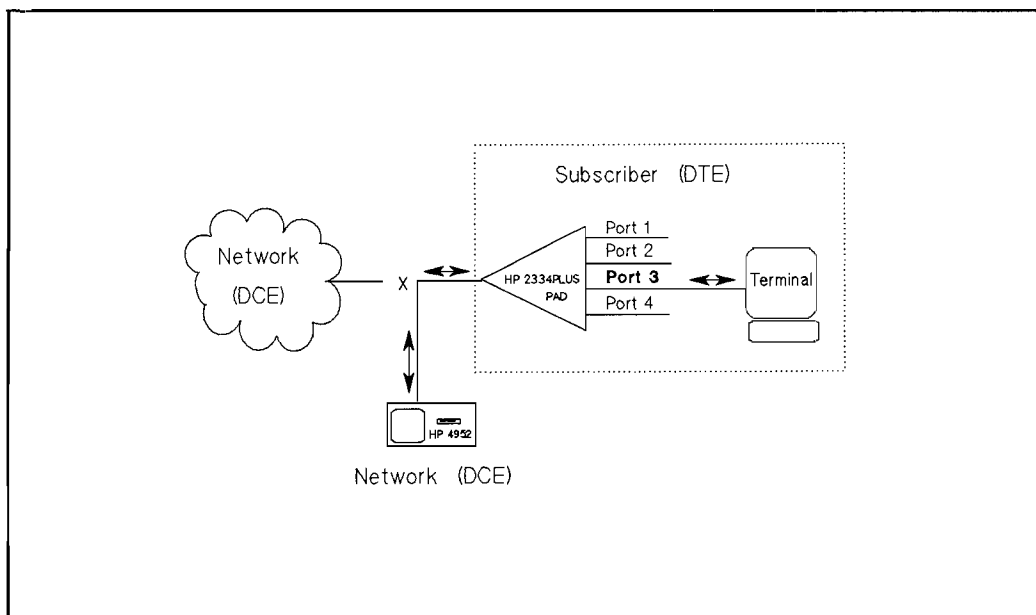 Subscriber (DTE)
Network
(DCE)
X
HP 2334PLUS
PAD
Port 1
Port 2
Port 3
Port 4
Terminal
HP 4952
Network (DCE)